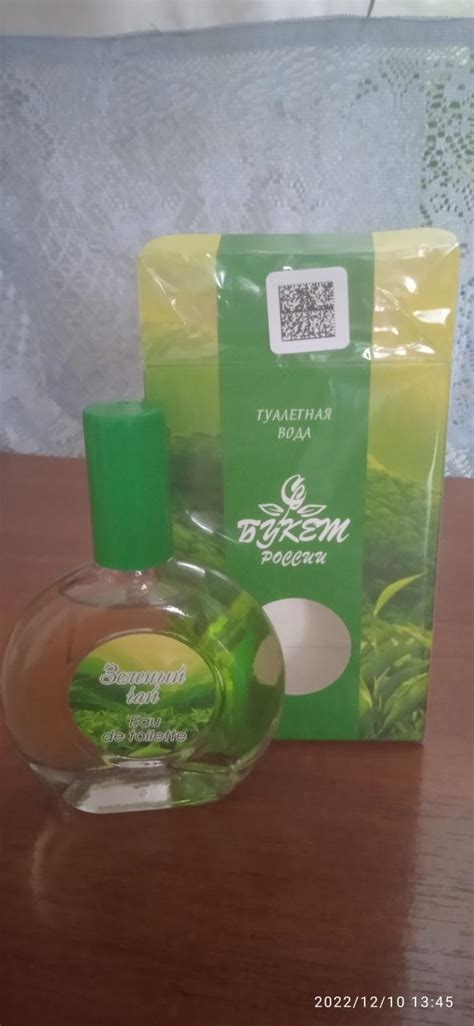 ТУАЛЕТНАЯ
ВОДА
БУКЕТ
РОССИИ
Зеленый
чай
Eau
de toilette
2022/12/10 13:45